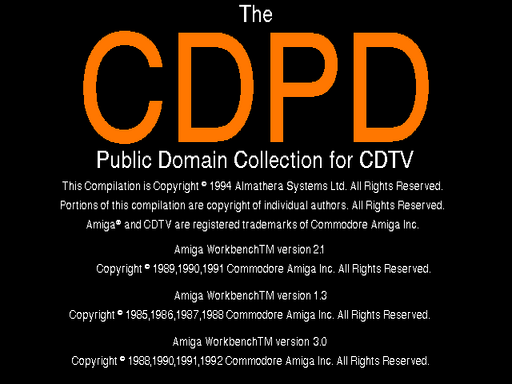 The
CDPD
Public Domain Collection for CDTV
This Compilation is Copyright © 1994 Almathera Systems Ltd. All Rights Reserved.
Portions of this compilation are copyright of individual authors. All Rights Reserved.
Amiga® and CDTV are registered trademarks of Commodore Amiga Inc.
Amiga WorkbenchTM version 2.1
Copyright © 1989,1990,1991 Commodore Amiga Inc. All Rights Reserved.
Amiga WorkbenchTM version 1.3
Copyright © 1985,1986,1987,1988 Commodore Amiga Inc. All Rights Reserved.
Amiga WorkbenchTM version 3.0
Copyright © 1988,1990,1991,1992 Commodore Amiga Inc. All Rights Reserved.